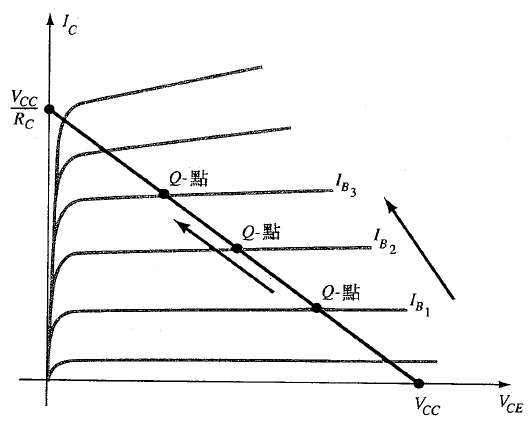 I_C
V_CC
R_C
Q-點
I_B3
Q-點
I_B2
Q-點
I_B1
V_CC
V_CE